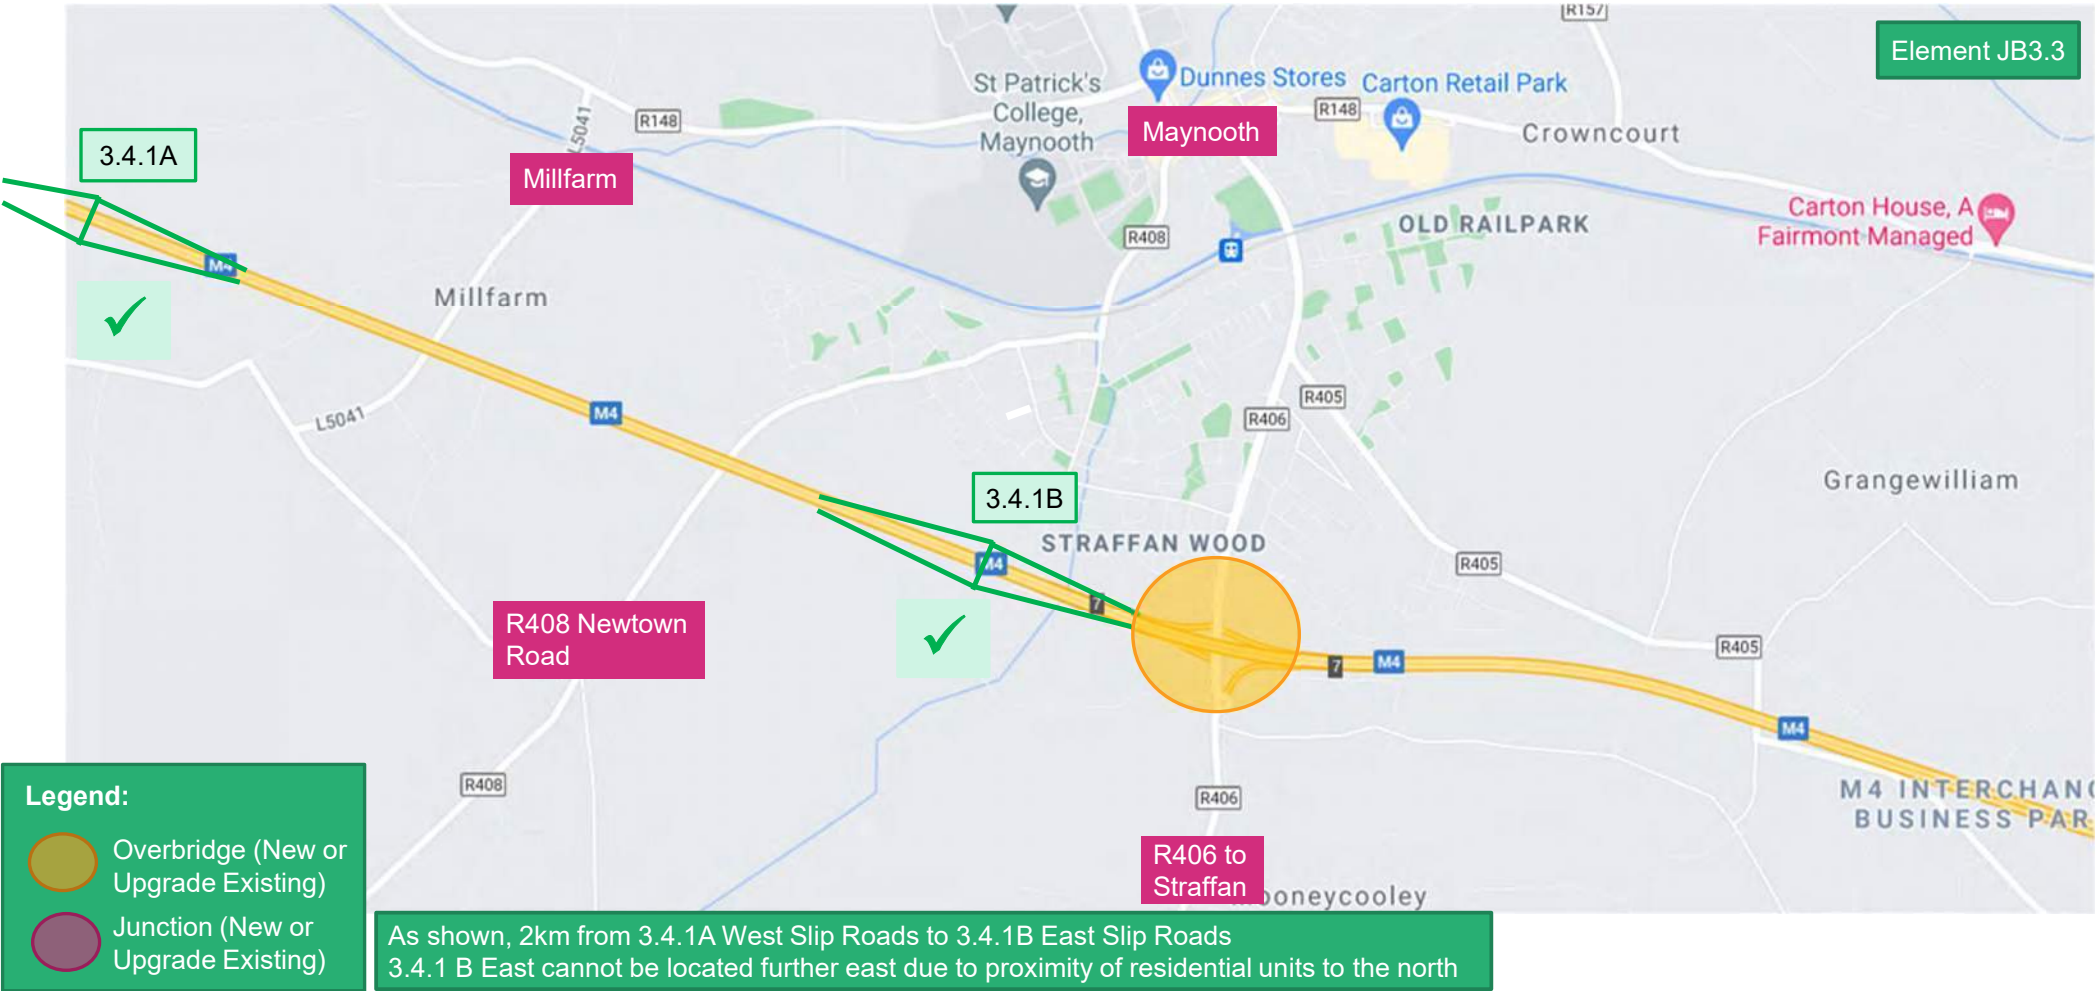 R157
Element JB3.3
St Patrick's
College,
Maynooth
Dunnes Stores
Carton Retail Park
R148
L5041
R148
Maynooth
Crowncourt
3.4.1A
Millfarm
Carton House, A
Fairmont Managed
OLD RAILPARK
R408
M4
Millfarm
R405
L5041
M4
R406
Grangewilliam
3.4.1B
STRAFFAN WOOD
M4
R405
7
R408 Newtown
Road
R405
7
M4
M4
R408
R406
M4 INTERCHAN
BUSINESS PAR
Legend:
Overbridge (New or
Upgrade Existing)
Junction (New or
Upgrade Existing)
R406 to
Straffan
ooneycooley
As shown, 2km from 3.4.1A West Slip Roads to 3.4.1B East Slip Roads
3.4.1 B East cannot be located further east due to proximity of residential units to the north